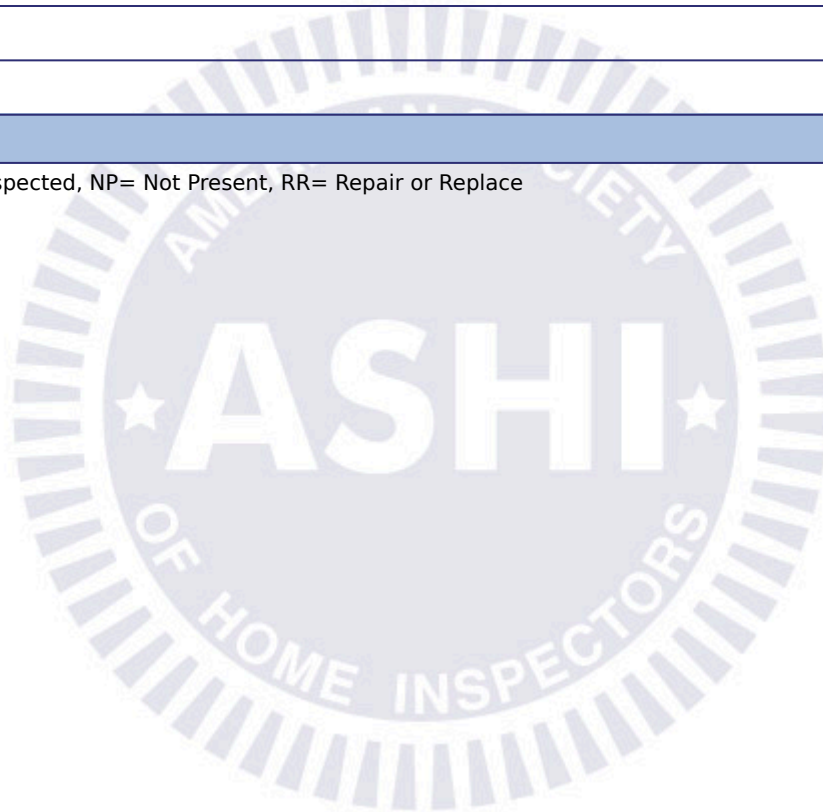 spected, NP= Not Present, RR= Repair or Replace
AMERICAN SOCIETY
ASHI
OF HOME INSPECTORS